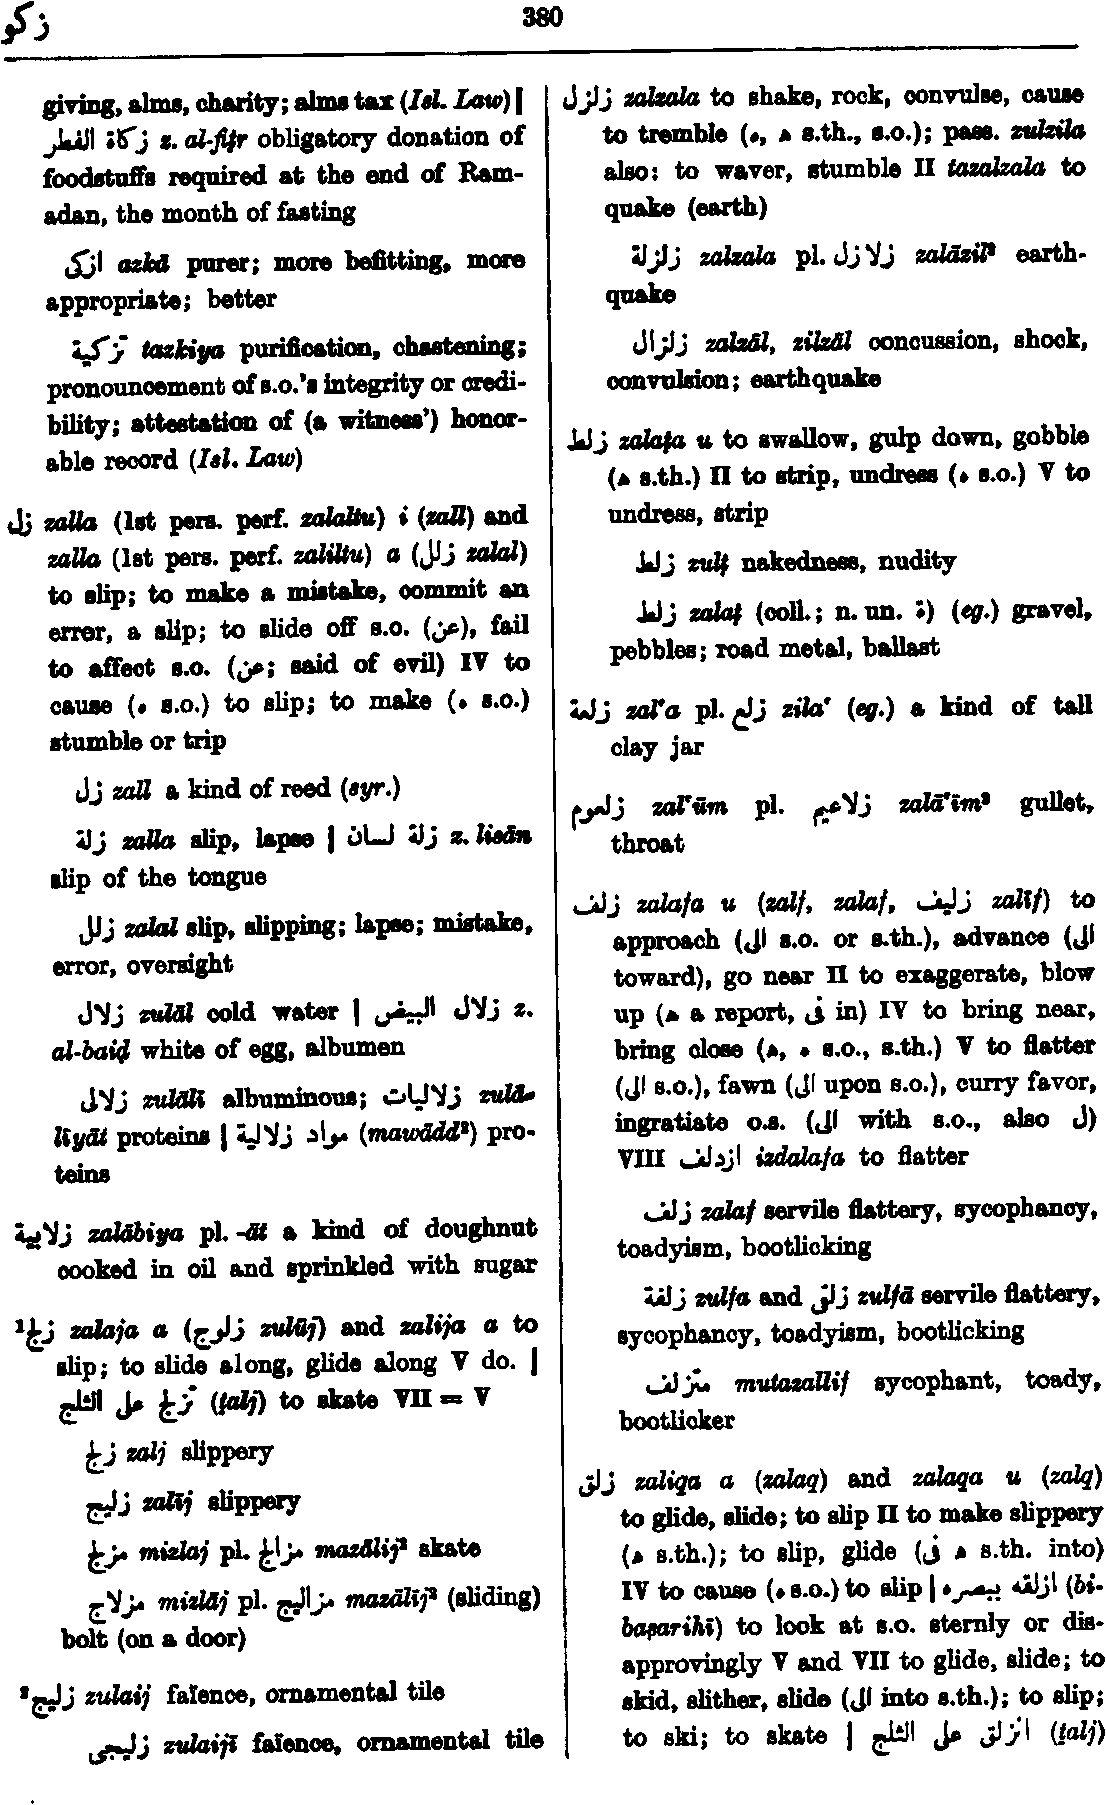 زكو
380
giving, alms, charity; alms tax (Isl. Law) |
زكاة الفطر z. al-fiṭr obligatory donation of
foodstuffs required at the end of Ram-
adan, the month of fasting
ازكى azkā purer; more befitting, more
appropriate; better
تزكية tazkiya purification, chastening;
pronouncement of s.o.'s integrity or credi-
bility; attestation of (a witness') honor-
able record (Isl. Law)
زل zalla (1st pers. perf. zalaltu) i (zall) and
zalla (1st pers. perf. zaliltu) a (زلل zalal)
to slip; to make a mistake, commit an
error, a slip; to slide off s.o. (عن), fail
to affect s.o. (عن; said of evil) IV to
cause (ه s.o.) to slip; to make (ه s.o.)
stumble or trip
زل zall a kind of reed (syr.)
زلة zalla slip, lapse | زلة لسان z. lisān
slip of the tongue
زلل zalal slip, slipping; lapse; mistake,
error, oversight
زلال zulāl cold water | زلال البيض z.
al-baiḍ white of egg, albumen
زلال zulālī albuminous; زلاليات zulā-
līyāt proteins | مواد زلالية (mawādd²) pro-
teins
زلابية zalābiya pl. -āt a kind of doughnut
cooked in oil and sprinkled with sugar
¹زلج zalaja a (زلوج zulūj) and zalija a to
slip; to slide along, glide along V do. |
تزلج على الثلج (ṯalj) to skate VII = V
زلج zalj slippery
زليج zalīj slippery
مزلج mizlaj pl. مزالج mazālij² skate
مزلاج mizlāj pl. مزاليج mazālīj² (sliding)
bolt (on a door)
²زليج zulaij faïence, ornamental tile
زليجى zulaijī faïence, ornamental tile
زلزل zalzala to shake, rock, convulse, cause
to tremble (ه, ھ s.th., s.o.); pass. zulzila
also: to waver, stumble II tazalzala to
quake (earth)
زلزلة zalzala pl. زلازل zalāzil² earth-
quake
زلزال zalzāl, zilzāl concussion, shock,
convulsion; earthquake
زلط zalaṭa u to swallow, gulp down, gobble
(ھ s.th.) II to strip, undress (ه s.o.) V to
undress, strip
زلط zulṭ nakedness, nudity
زلط zalaṭ (coll.; n. un. ة) (eg.) gravel,
pebbles; road metal, ballast
زلعة zalʿa pl. زلع zilaʿ (eg.) a kind of tall
clay jar
زلعوم zalʿūm pl. زلاعيم zalāʿīm² gullet,
throat
زلف zalafa u (zalf, zalaf, زليف zalīf) to
approach (الى s.o. or s.th.), advance (الى
toward), go near II to exaggerate, blow
up (ھ a report, فى in) IV to bring near,
bring close (ھ, ه s.o., s.th.) V to flatter
(الى s.o.), fawn (الى upon s.o.), curry favor,
ingratiate o.s. (الى with s.o., also ل)
VIII ازدلف izdalafa to flatter
زلف zalaf servile flattery, sycophancy,
toadyism, bootlicking
زلفة zulfa and زلفى zulfā servile flattery,
sycophancy, toadyism, bootlicking
متزلف mutazallif sycophant, toady,
bootlicker
زلق zaliqa a (zalaq) and zalaqa u (zalq)
to glide, slide; to slip II to make slippery
(ھ s.th.); to slip, glide (فى ھ s.th. into)
IV to cause (ه s.o.) to slip | ازلقه ببصره (bi-
baṣarihī) to look at s.o. sternly or dis-
approvingly V and VII to glide, slide; to
skid, slither, slide (الى into s.th.); to slip;
to ski; to skate | انزلق على الثلج (ṯalj)